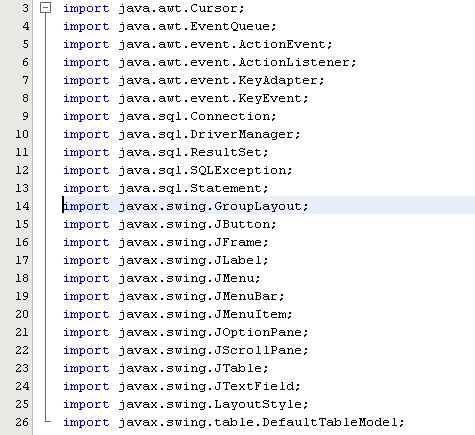 3 import java.awt.Cursor;
4 import java.awt.EventQueue;
5 import java.awt.event.ActionEvent;
6 import java.awt.event.ActionListener;
7 import java.awt.event.KeyAdapter;
8 import java.awt.event.KeyEvent;
9 import java.sql.Connection;
10 import java.sql.DriverManager;
11 import java.sql.ResultSet;
12 import java.sql.SQLException;
13 import java.sql.Statement;
14 import javax.swing.GroupLayout;
15 import javax.swing.JButton;
16 import javax.swing.JFrame;
17 import javax.swing.JLabel;
18 import javax.swing.JMenu;
19 import javax.swing.JMenuBar;
20 import javax.swing.JMenuItem;
21 import javax.swing.JOptionPane;
22 import javax.swing.JScrollPane;
23 import javax.swing.JTable;
24 import javax.swing.JTextField;
25 import javax.swing.LayoutStyle;
26 import javax.swing.table.DefaultTableModel;